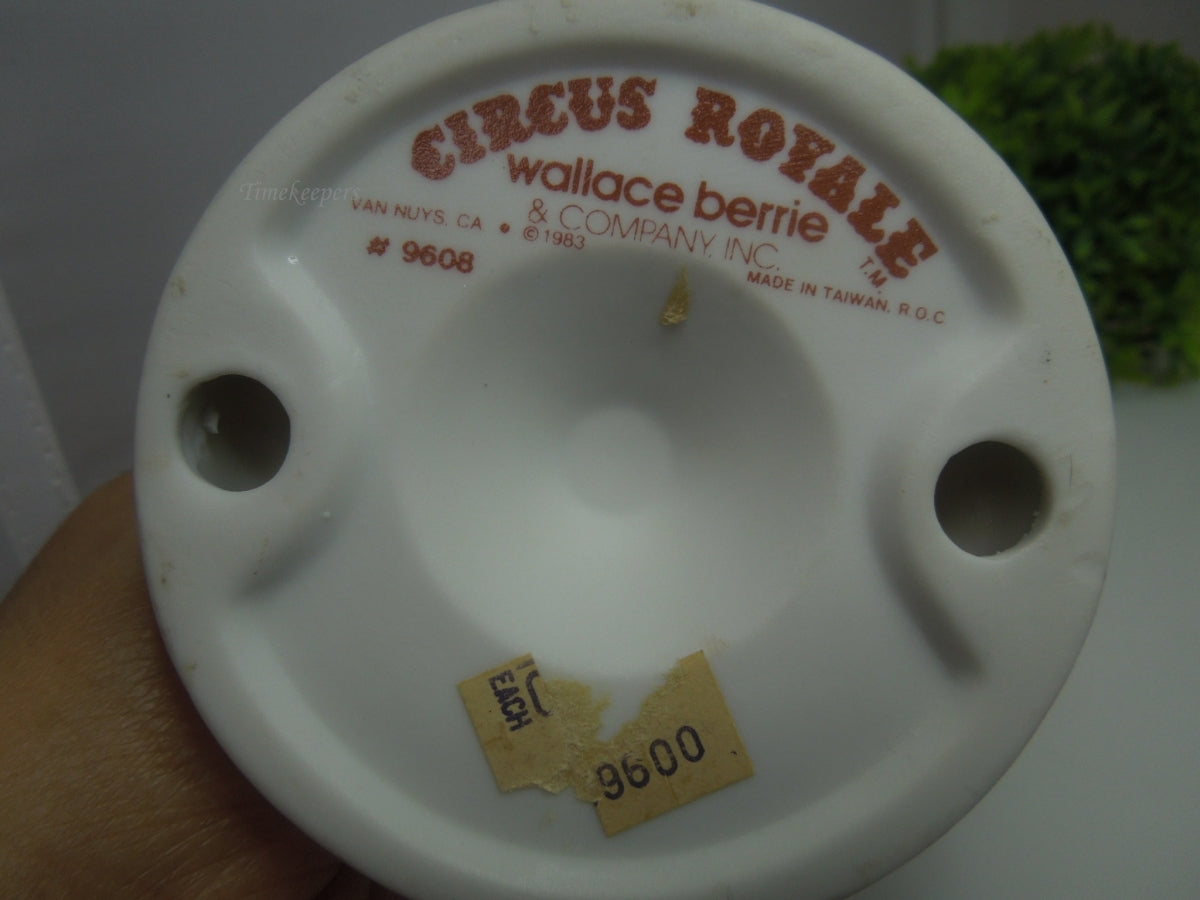 CIRCUS ROYALE T.M.
wallace berrie
& COMPANY, INC.
VAN NUYS, CA • ©1983
# 9608
MADE IN TAIWAN, R.O.C
Timekeepers
EACH
9600